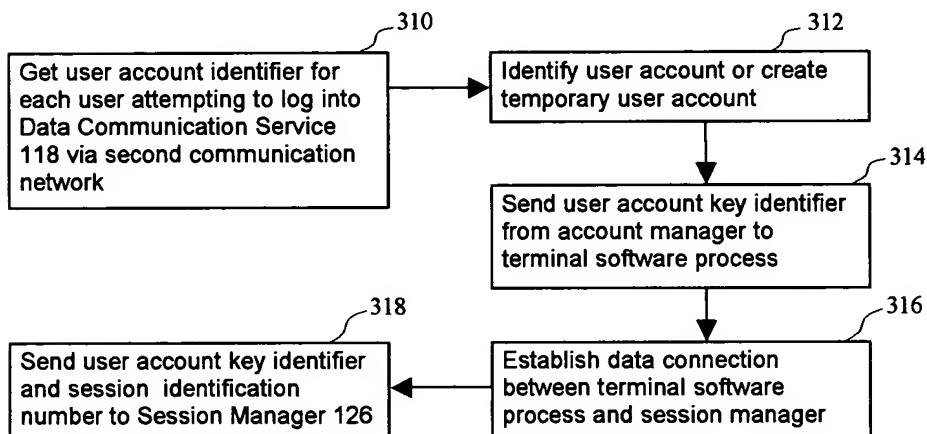 310
Get user account identifier for
each user attempting to log into
Data Communication Service
118 via second communication
network
312
Identify user account or create
temporary user account
314
Send user account key identifier
from account manager to
terminal software process
316
Establish data connection
between terminal software
process and session manager
318
Send user account key identifier
and session identification
number to Session Manager 126